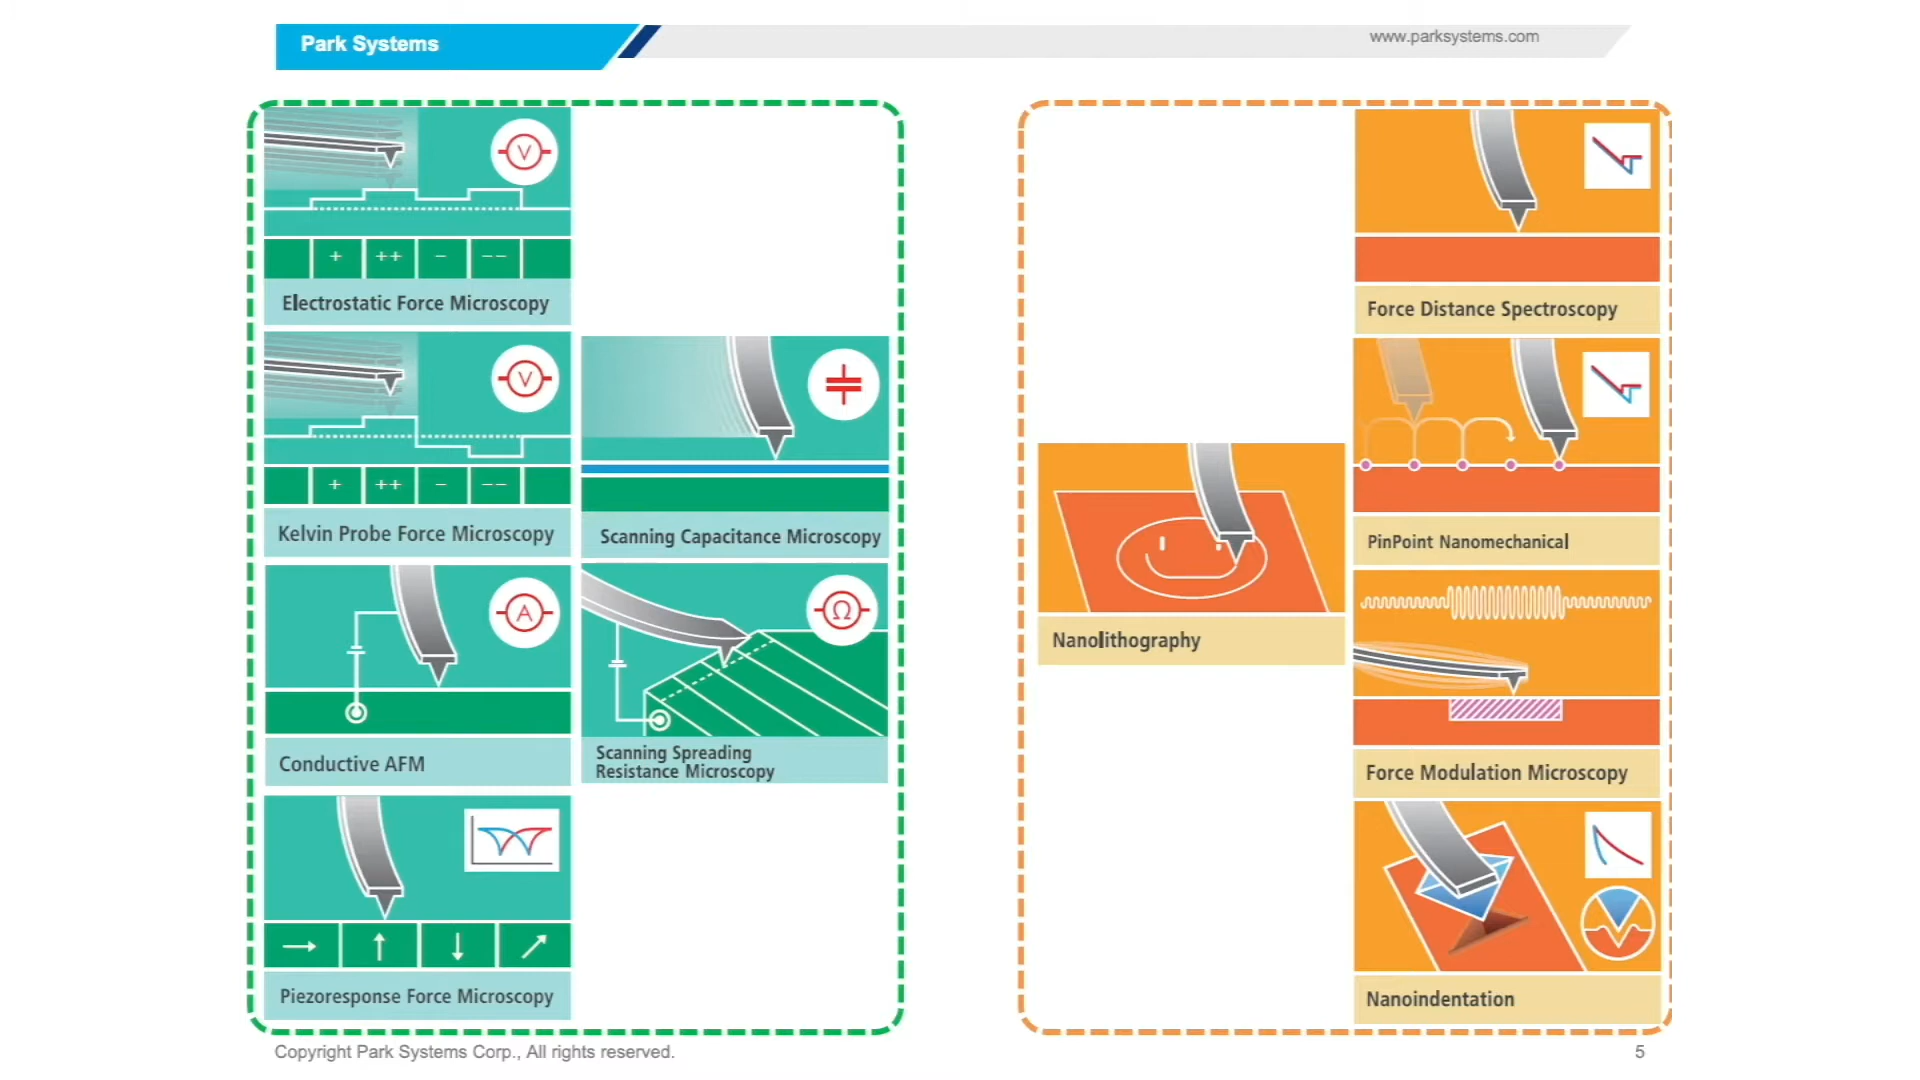 Park Systems
www.parksystems.com
V
+ ++ − −−
Electrostatic Force Microscopy
V
+ ++ − −−
Kelvin Probe Force Microscopy
Scanning Capacitance Microscopy
A
Conductive AFM
Ω
Scanning Spreading
Resistance Microscopy
Piezoresponse Force Microscopy
Nanolithography
Force Distance Spectroscopy
PinPoint Nanomechanical
Force Modulation Microscopy
Nanoindentation
Copyright Park Systems Corp., All rights reserved.
5